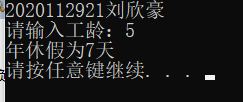 2020112921刘欣豪
请输入工龄：5
年休假为7天
请按任意键继续. . .